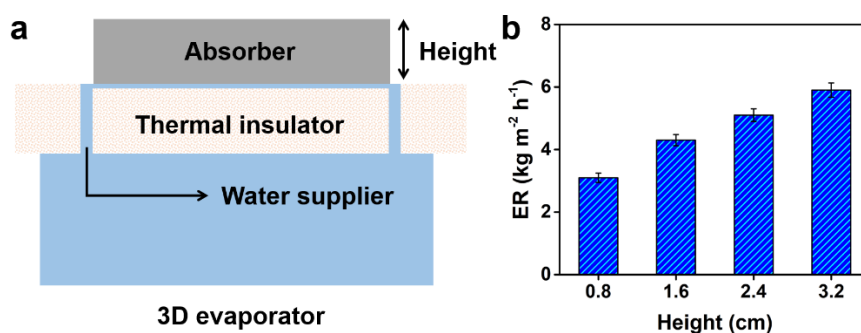 a
Absorber
Height
Thermal insulator
Water supplier
3D evaporator
b
ER (kg m⁻² h⁻¹)
8
6
4
2
0
0.8 1.6 2.4 3.2
Height (cm)